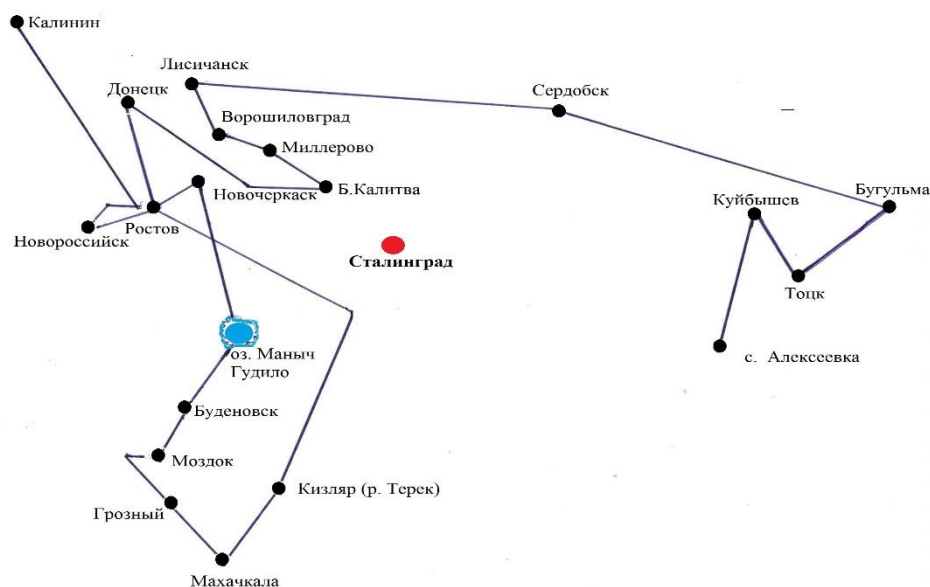 Калинин
Лисичанск
Донецк
Сердобск
Ворошиловград
Миллерово
Б.Калитва
Новочеркаск
Куйбышев
Бугульма
Новороссийск
Ростов
Сталинград
Тоцк
оз. Маныч
Гудило
с. Алексеевка
Буденовск
Моздок
Кизляр (р. Терек)
Грозный
Махачкала